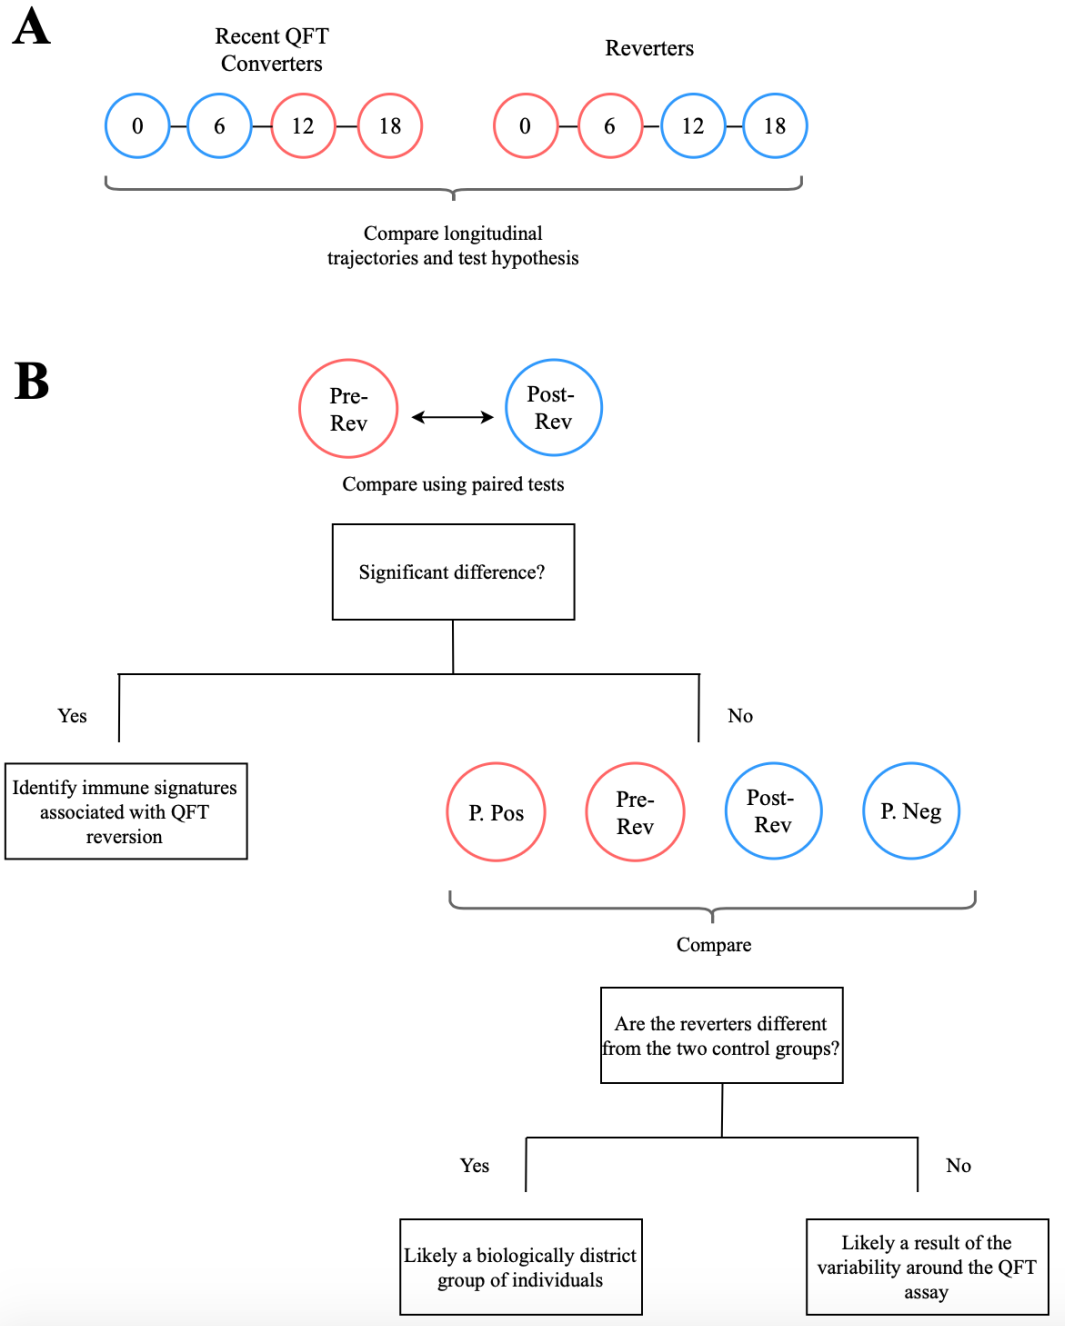 A
Recent QFT
Converters
Reverters
0
6
12
18
0
6
12
18
Compare longitudinal
trajectories and test hypothesis
B
Pre-
Rev
Post-
Rev
Compare using paired tests
Significant difference?
Yes
No
Identify immune signatures
associated with QFT
reversion
P. Pos
Pre-
Rev
Post-
Rev
P. Neg
Compare
Are the reverters different
from the two control groups?
Yes
No
Likely a biologically district
group of individuals
Likely a result of the
variability around the QFT
assay